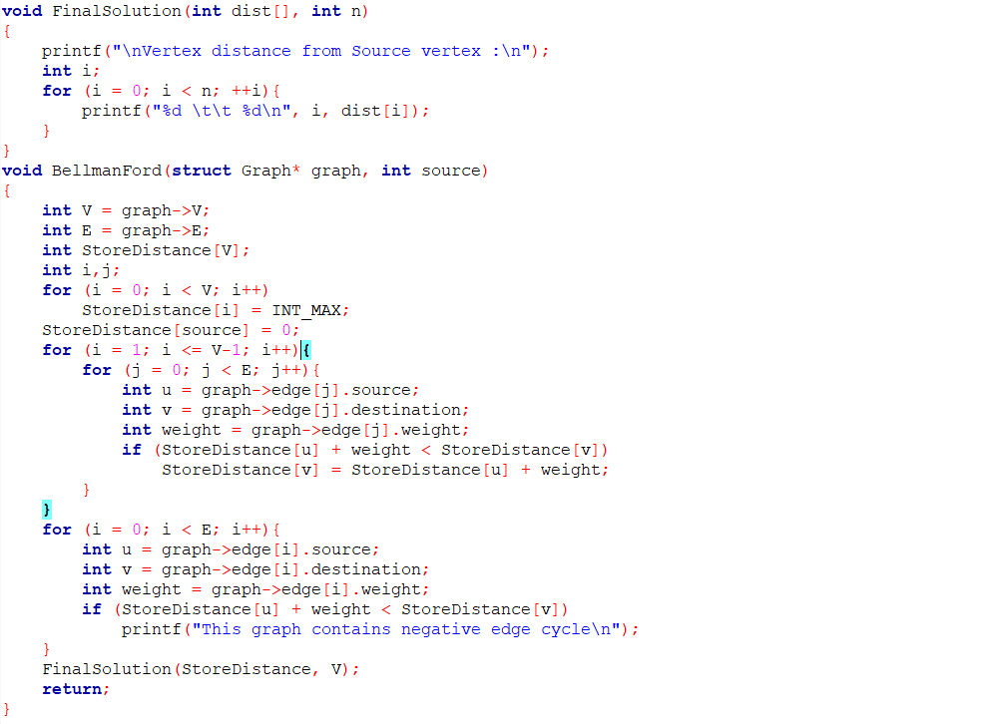 void FinalSolution(int dist[], int n)
{
    printf("\nVertex distance from Source vertex :\n");
    int i;
    for (i = 0; i < n; ++i){
        printf("%d \t\t %d\n", i, dist[i]);
    }
}
void BellmanFord(struct Graph* graph, int source)
{
    int V = graph->V;
    int E = graph->E;
    int StoreDistance[V];
    int i,j;
    for (i = 0; i < V; i++)
        StoreDistance[i] = INT_MAX;
    StoreDistance[source] = 0;
    for (i = 1; i <= V-1; i++){
        for (j = 0; j < E; j++){
            int u = graph->edge[j].source;
            int v = graph->edge[j].destination;
            int weight = graph->edge[j].weight;
            if (StoreDistance[u] + weight < StoreDistance[v])
                StoreDistance[v] = StoreDistance[u] + weight;
        }
    }
    for (i = 0; i < E; i++){
        int u = graph->edge[i].source;
        int v = graph->edge[i].destination;
        int weight = graph->edge[i].weight;
        if (StoreDistance[u] + weight < StoreDistance[v])
            printf("This graph contains negative edge cycle\n");
    }
    FinalSolution(StoreDistance, V);
    return;
}